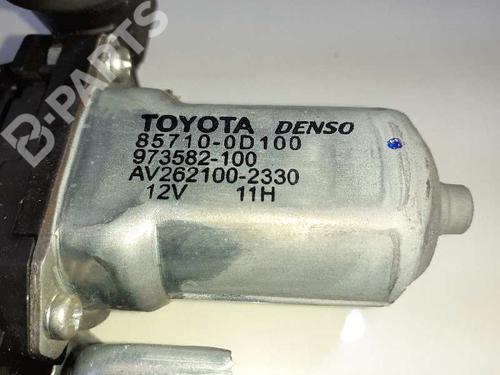 B-PARTS
TOYOTA DENSO
85710-0D100
973582-100
AV262100-2330
12V 11H